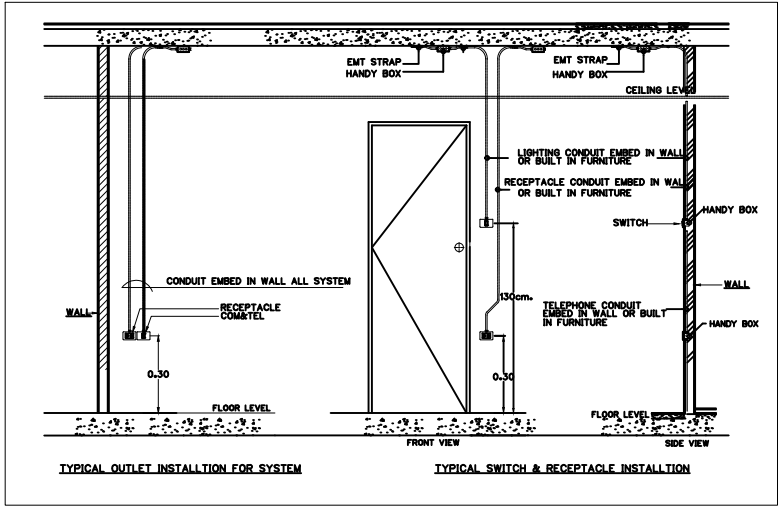 EMT STRAP
HANDY BOX
EMT STRAP
HANDY BOX
CEILING LEVEL
LIGHTING CONDUIT EMBED IN WALL
OR BUILT IN FURNITURE
RECEPTACLE CONDUIT EMBED IN WALL
OR BUILT IN FURNITURE
HANDY BOX
SWITCH
CONDUIT EMBED IN WALL ALL SYSTEM
WALL
130cm.
WALL
RECEPTACLE
COM&TEL
TELEPHONE CONDUIT
EMBED IN WALL OR BUILT
IN FURNITURE
HANDY BOX
0.30
0.30
FLOOR LEVEL
FLOOR LEVEL
FRONT VIEW
SIDE VIEW
TYPICAL OUTLET INSTALLTION FOR SYSTEM
TYPICAL SWITCH & RECEPTACLE INSTALLTION